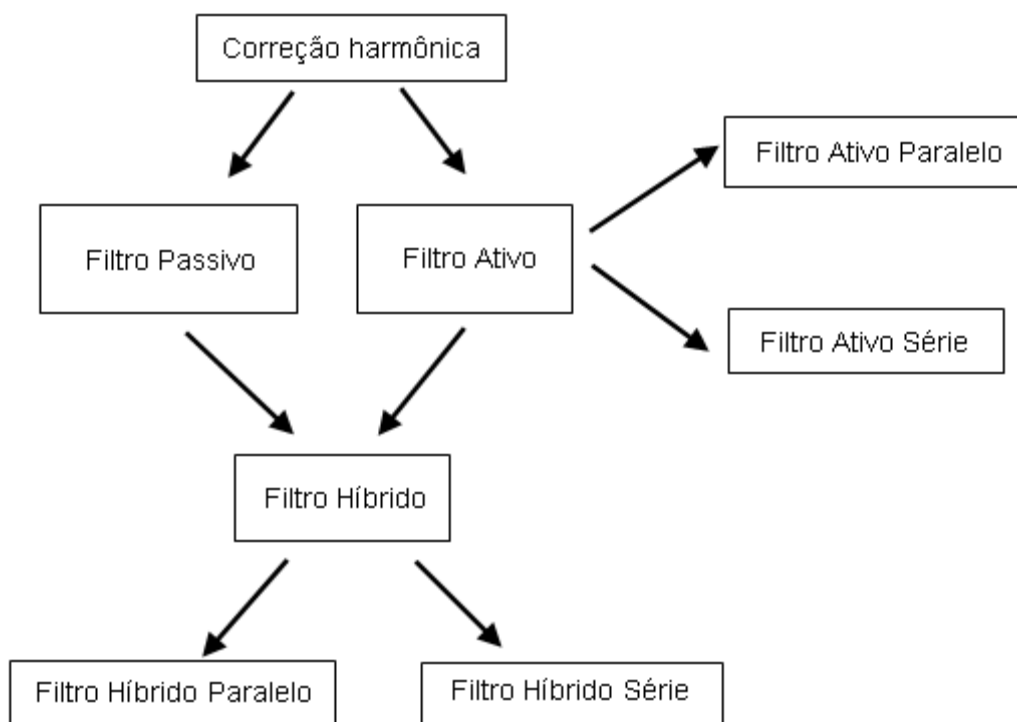 Correção harmônica
Filtro Ativo Paralelo
Filtro Passivo
Filtro Ativo
Filtro Ativo Série
Filtro Híbrido
Filtro Híbrido Paralelo
Filtro Híbrido Série